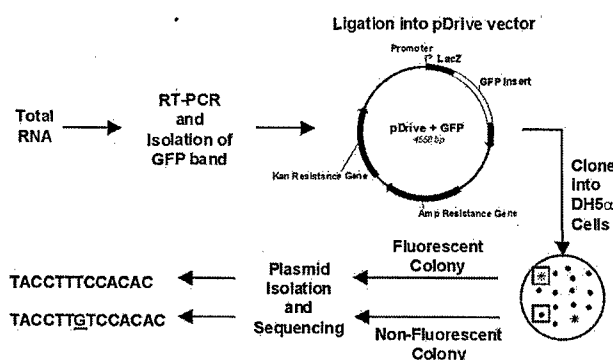 Ligation into pDrive vector
Promoter
LacZ
GFP Insert
Total
RNA
RT-PCR
and
Isolation of
GFP band
pDrive + GFP
4558 bp
Kan Resistance Gene
Amp Resistance Gene
Clone
into
DH5α
Cells
Fluorescent
Colony
TACCTTTCCACAC
Plasmid
Isolation
and
Sequencing
TACCTTGTCCACAC
Non-Fluorescent
Colony